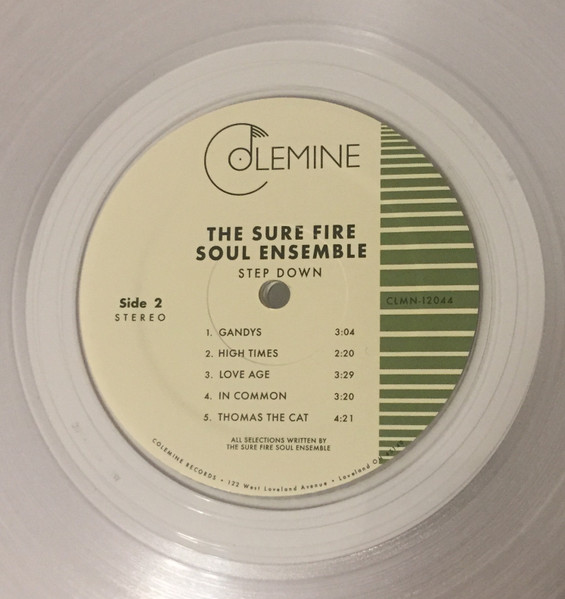 COLEMINE
THE SURE FIRE
SOUL ENSEMBLE
STEP DOWN
Side 2
STEREO
CLMN-12044
1. GANDYS 3:04
2. HIGH TIMES 2:20
3. LOVE AGE 3:29
4. IN COMMON 3:20
5. THOMAS THE CAT 4:21
ALL SELECTIONS WRITTEN BY
THE SURE FIRE SOUL ENSEMBLE
COLEMINE RECORDS • 122 West Loveland Avenue • Loveland